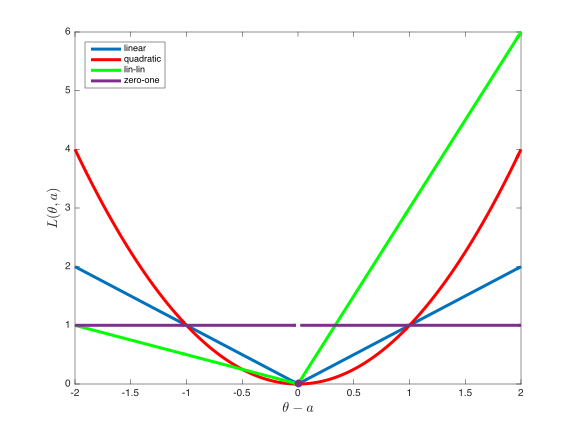 6
5
4
3
2
1
0
L(θ, a)
linear
quadratic
lin-lin
zero-one
-2 -1.5 -1 -0.5 0 0.5 1 1.5 2
θ − a